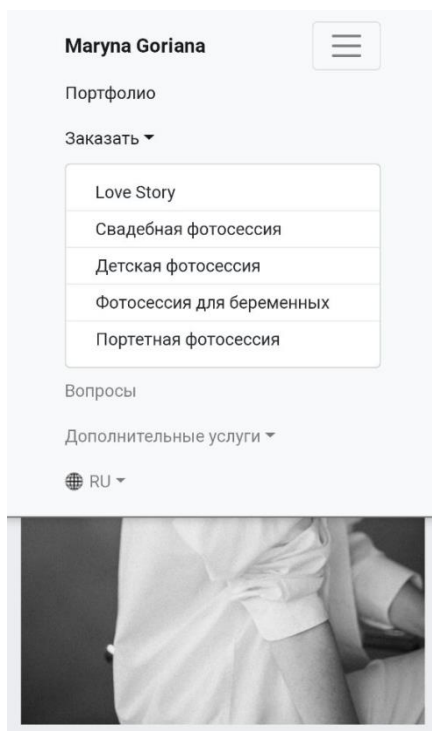 Maryna Goriana
Портфолио
Заказать
Love Story
Свадебная фотосессия
Детская фотосессия
Фотосессия для беременных
Портетная фотосессия
Вопросы
Дополнительные услуги
RU